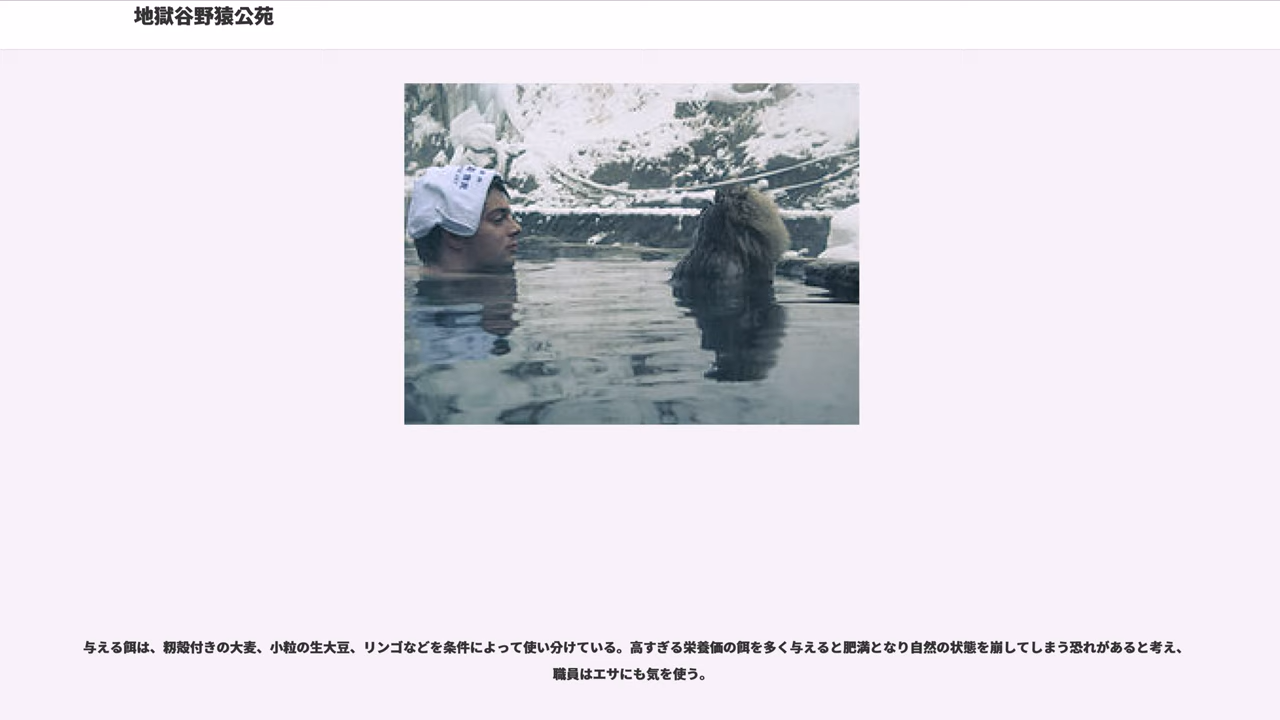 地獄谷野猿公苑
与える餌は、籾殻付きの大麦、小粒の生大豆、リンゴなどを条件によって使い分けている。高すぎる栄養価の餌を多く与えると肥満となり自然の状態を崩してしまう恐れがあると考え、
職員はエサにも気を使う。